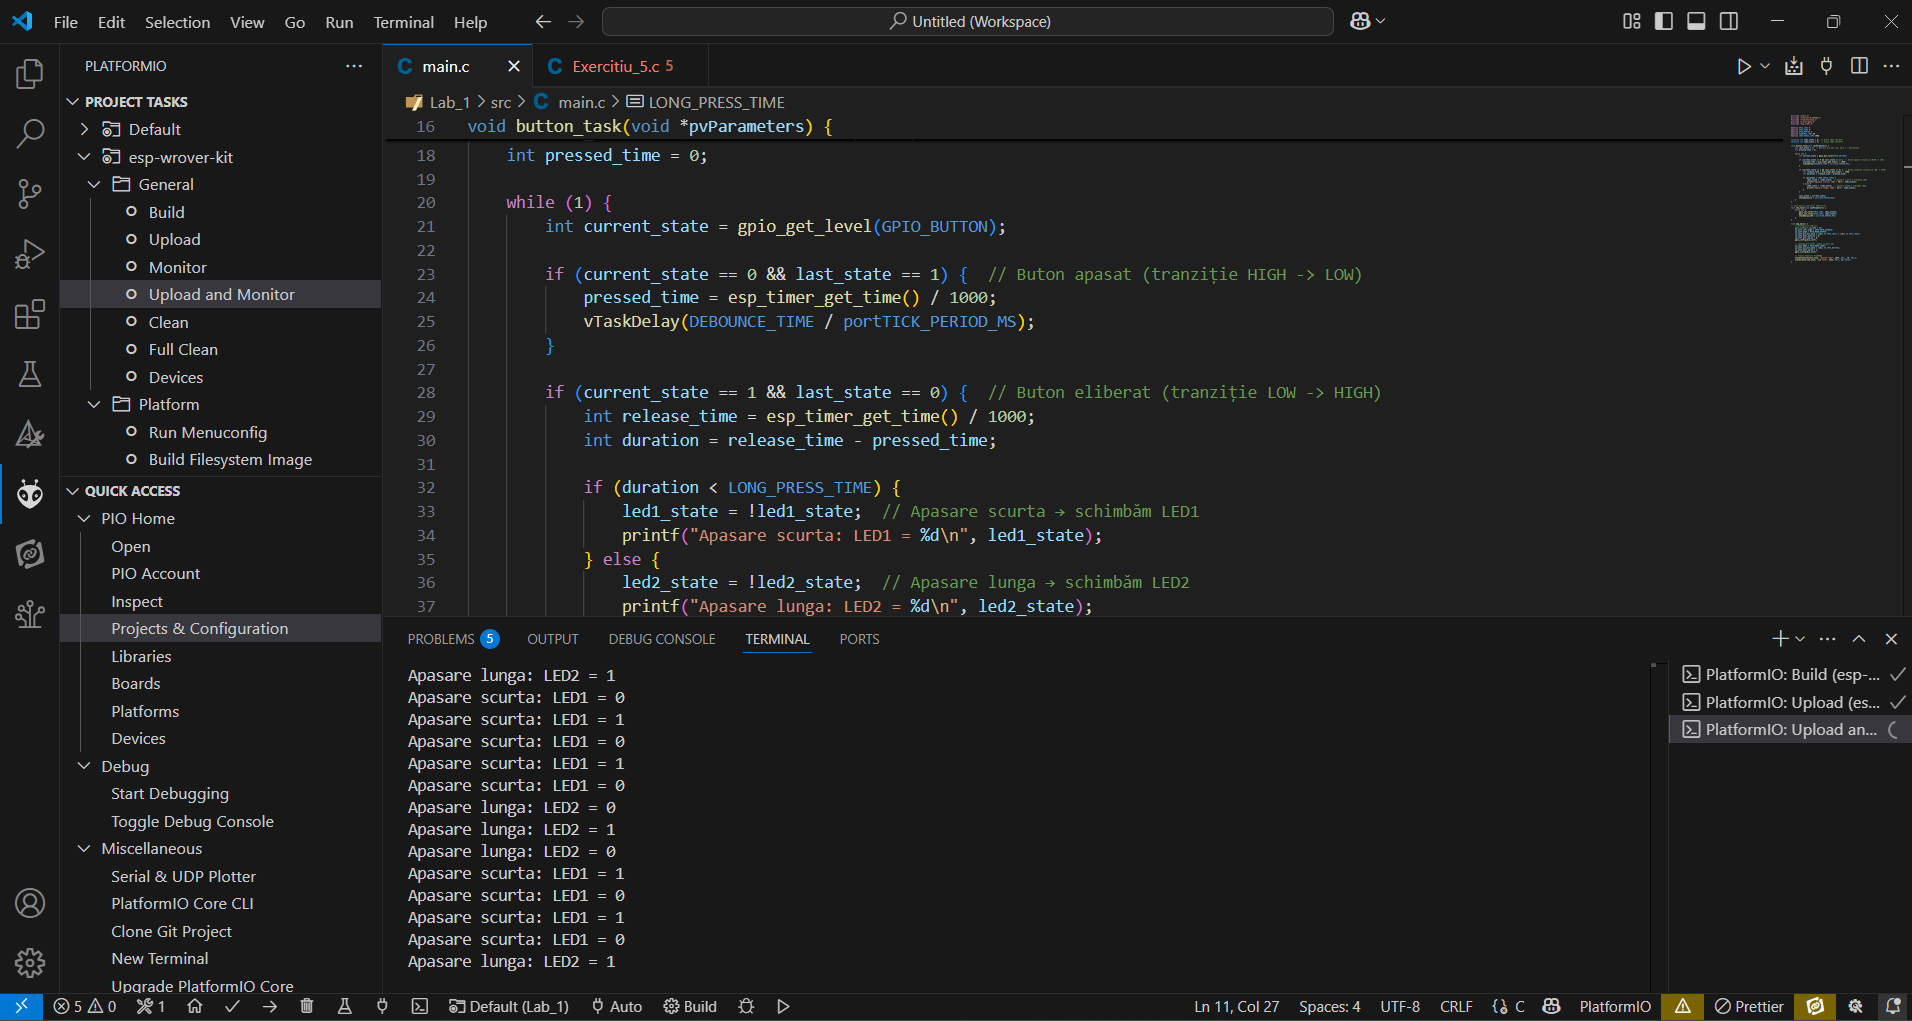 File Edit Selection View Go Run Terminal Help Untitled (Workspace)
PLATFORMIO
PROJECT TASKS
Default
esp-wrover-kit
General
Build
Upload
Monitor
Upload and Monitor
Clean
Full Clean
Devices
Platform
Run Menuconfig
Build Filesystem Image
QUICK ACCESS
PIO Home
Open
PIO Account
Inspect
Projects & Configuration
Libraries
Boards
Platforms
Devices
Debug
Start Debugging
Toggle Debug Console
Miscellaneous
Serial & UDP Plotter
PlatformIO Core CLI
Clone Git Project
New Terminal
Upgrade PlatformIO Core
main.c Exercitiu_5.c 5
Lab_1 > src > main.c > LONG_PRESS_TIME
16 void button_task(void *pvParameters) {
18 int pressed_time = 0;
19
20 while (1) {
21 int current_state = gpio_get_level(GPIO_BUTTON);
22
23 if (current_state == 0 && last_state == 1) { // Buton apasat (tranziție HIGH -> LOW)
24 pressed_time = esp_timer_get_time() / 1000;
25 vTaskDelay(DEBOUNCE_TIME / portTICK_PERIOD_MS);
26 }
27
28 if (current_state == 1 && last_state == 0) { // Buton eliberat (tranziție LOW -> HIGH)
29 int release_time = esp_timer_get_time() / 1000;
30 int duration = release_time - pressed_time;
31
32 if (duration < LONG_PRESS_TIME) {
33 led1_state = !led1_state; // Apasare scurta → schimbăm LED1
34 printf("Apasare scurta: LED1 = %d\n", led1_state);
35 } else {
36 led2_state = !led2_state; // Apasare lunga → schimbăm LED2
37 printf("Apasare lunga: LED2 = %d\n", led2_state);
PROBLEMS 5 OUTPUT DEBUG CONSOLE TERMINAL PORTS
Apasare lunga: LED2 = 1
Apasare scurta: LED1 = 0
Apasare scurta: LED1 = 1
Apasare scurta: LED1 = 0
Apasare scurta: LED1 = 1
Apasare scurta: LED1 = 0
Apasare lunga: LED2 = 0
Apasare lunga: LED2 = 1
Apasare lunga: LED2 = 0
Apasare scurta: LED1 = 1
Apasare scurta: LED1 = 0
Apasare scurta: LED1 = 1
Apasare scurta: LED1 = 0
Apasare lunga: LED2 = 1
PlatformIO: Build (esp-...
PlatformIO: Upload (es...
PlatformIO: Upload an...
5 0 1 Default (Lab_1) Auto Build Ln 11, Col 27 Spaces: 4 UTF-8 CRLF C PlatformIO Prettier